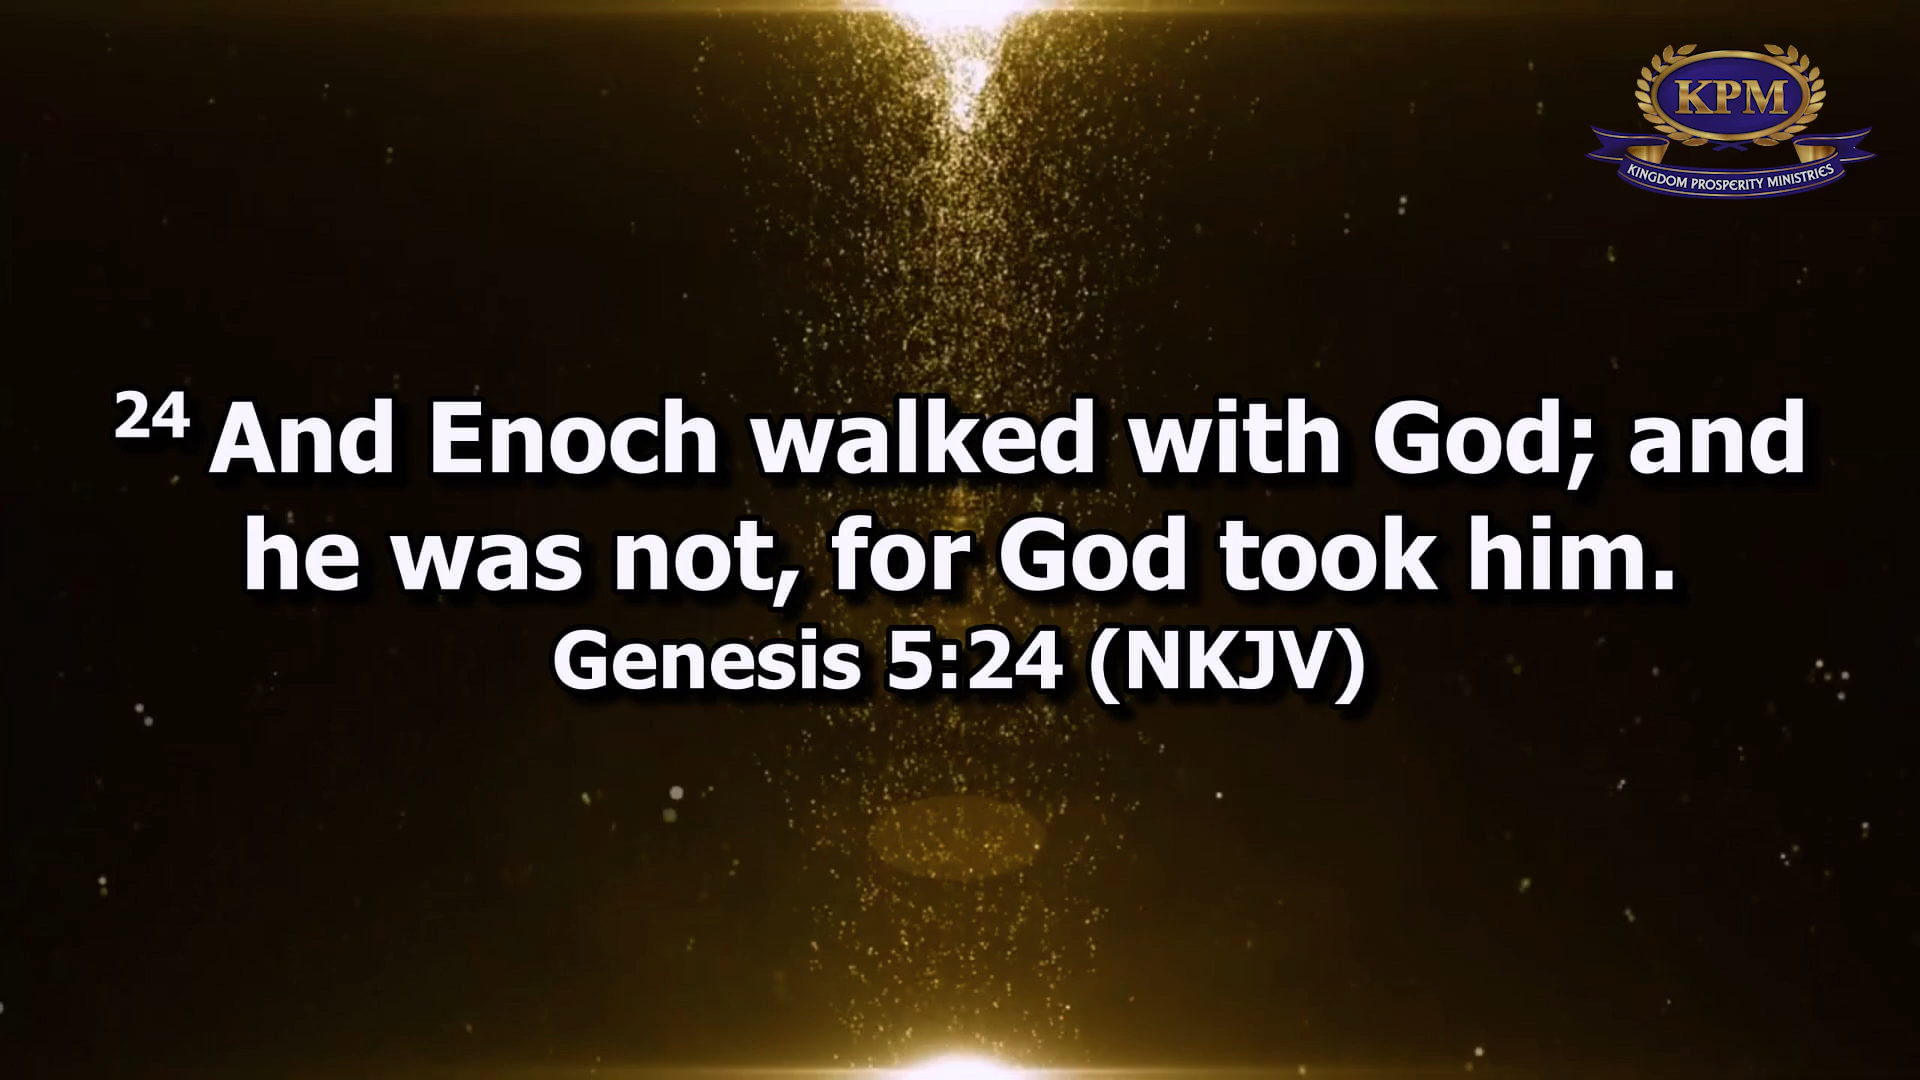 KPM
KINGDOM PROSPERITY MINISTRIES
24 And Enoch walked with God; and
he was not, for God took him.
Genesis 5:24 (NKJV)